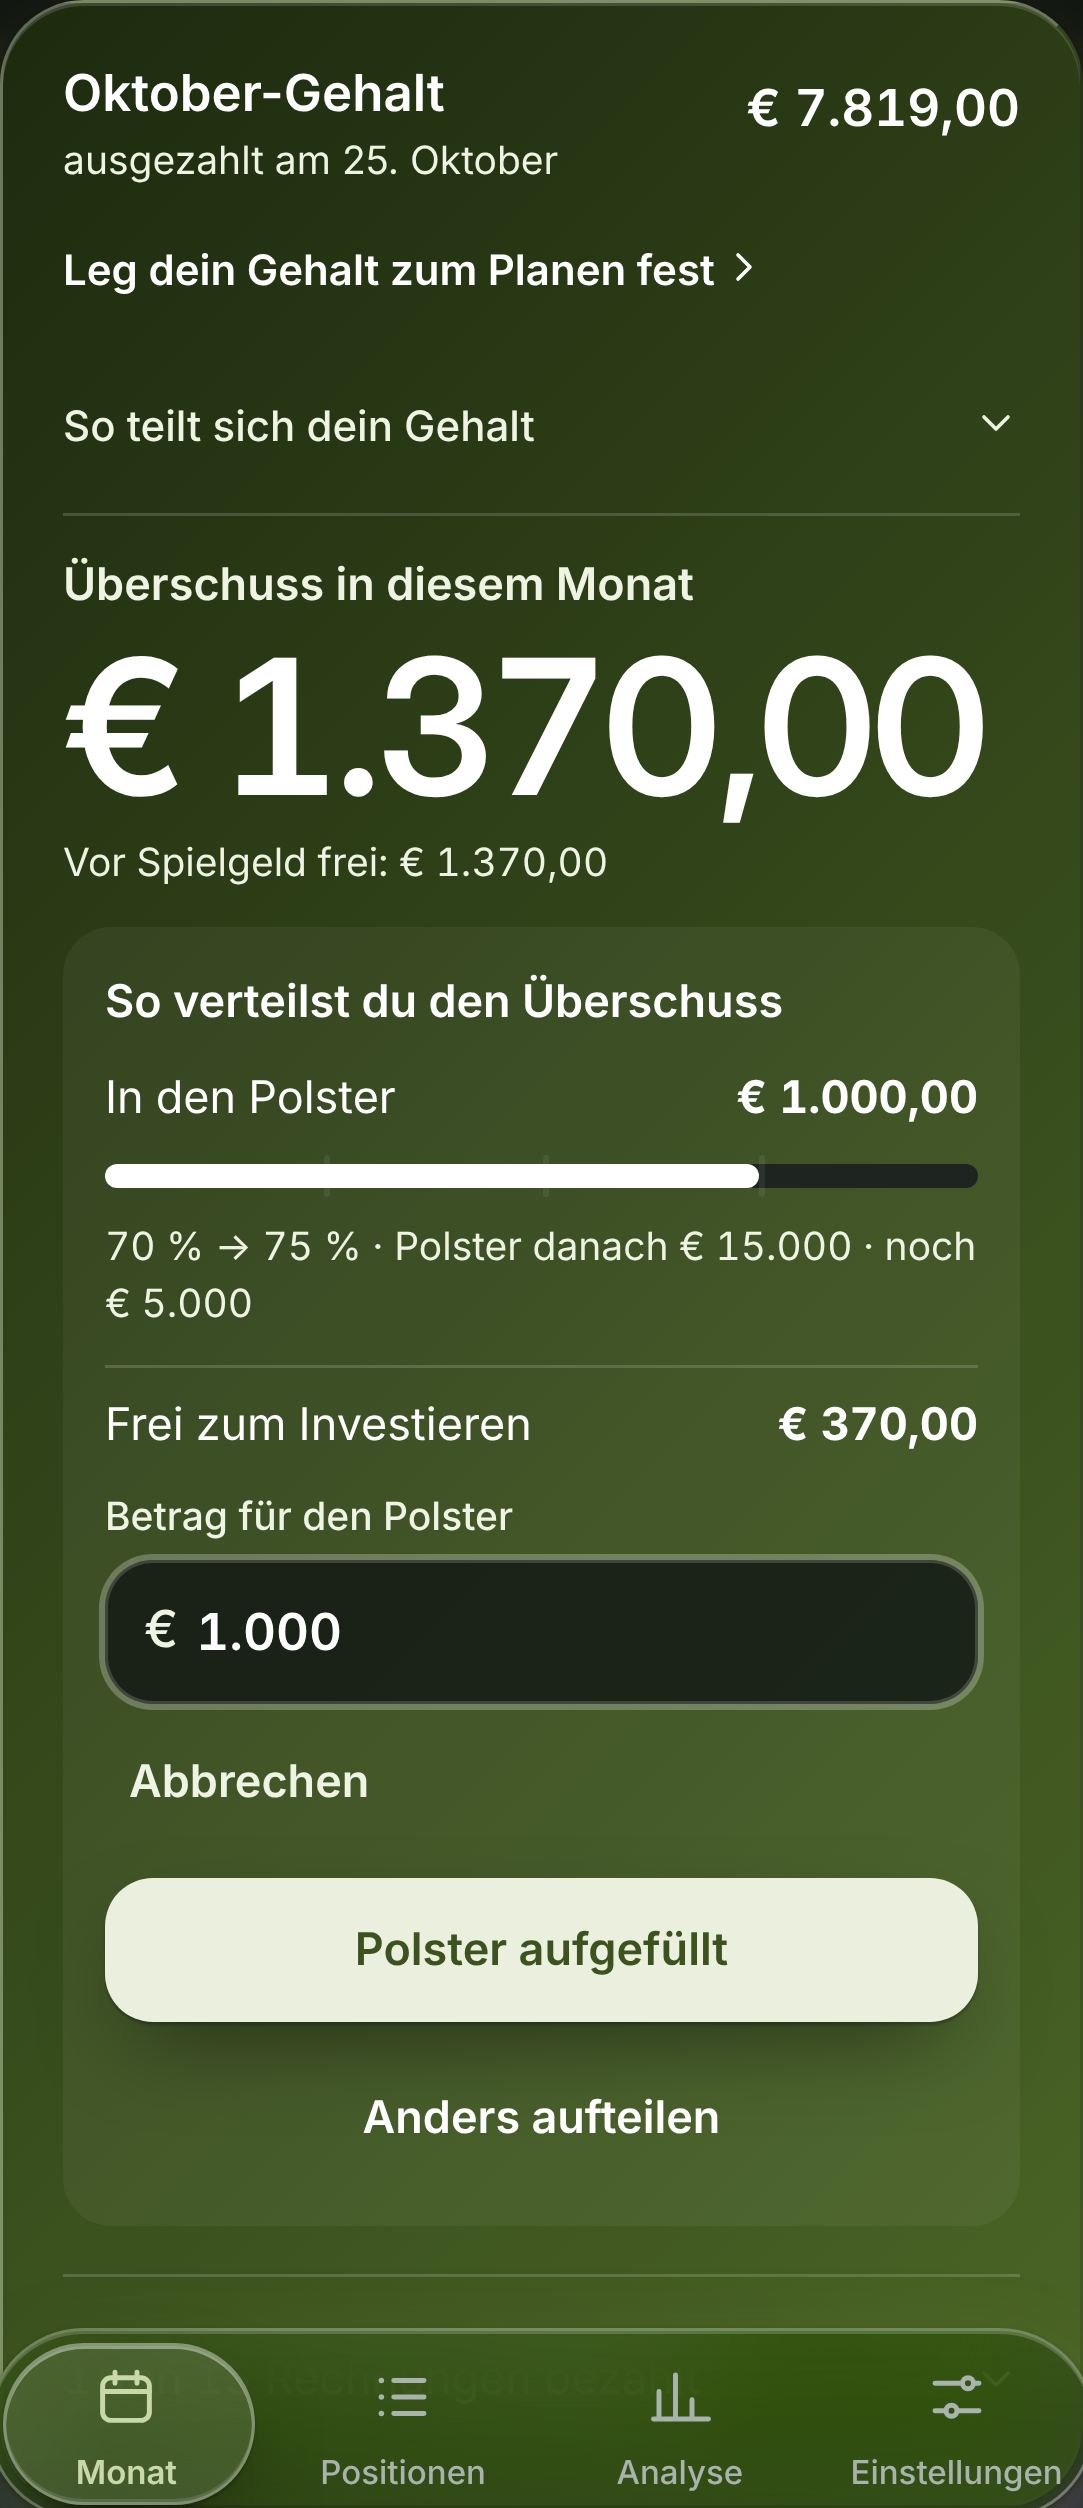 Oktober-Gehalt
€ 7.819,00
ausgezahlt am 25. Oktober
Leg dein Gehalt zum Planen fest
So teilt sich dein Gehalt
Überschuss in diesem Monat
€ 1.370,00
Vor Spielgeld frei: € 1.370,00
So verteilst du den Überschuss
In den Polster
€ 1.000,00
70 % → 75 % · Polster danach € 15.000 · noch
€ 5.000
Frei zum Investieren
€ 370,00
Betrag für den Polster
€ 1.000
Abbrechen
Polster aufgefüllt
Anders aufteilen
Rechnungen bezahlt
Monat
Positionen
Analyse
Einstellungen